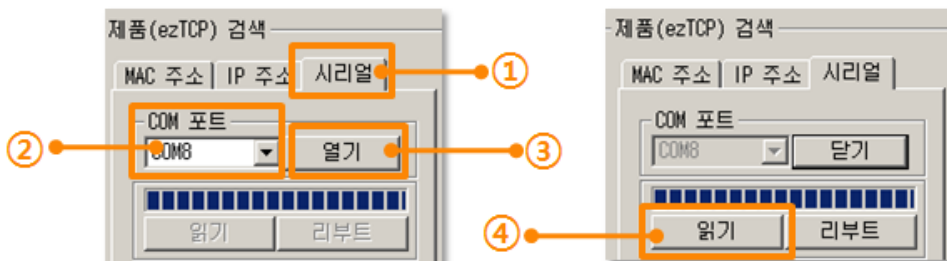 제품(ezTCP) 검색
MAC 주소 IP 주소 시리얼 ①
COM 포트
② COM8 열기 ③
읽기 리부트
제품(ezTCP) 검색
MAC 주소 IP 주소 시리얼
COM 포트
COM8 닫기
④ 읽기 리부트